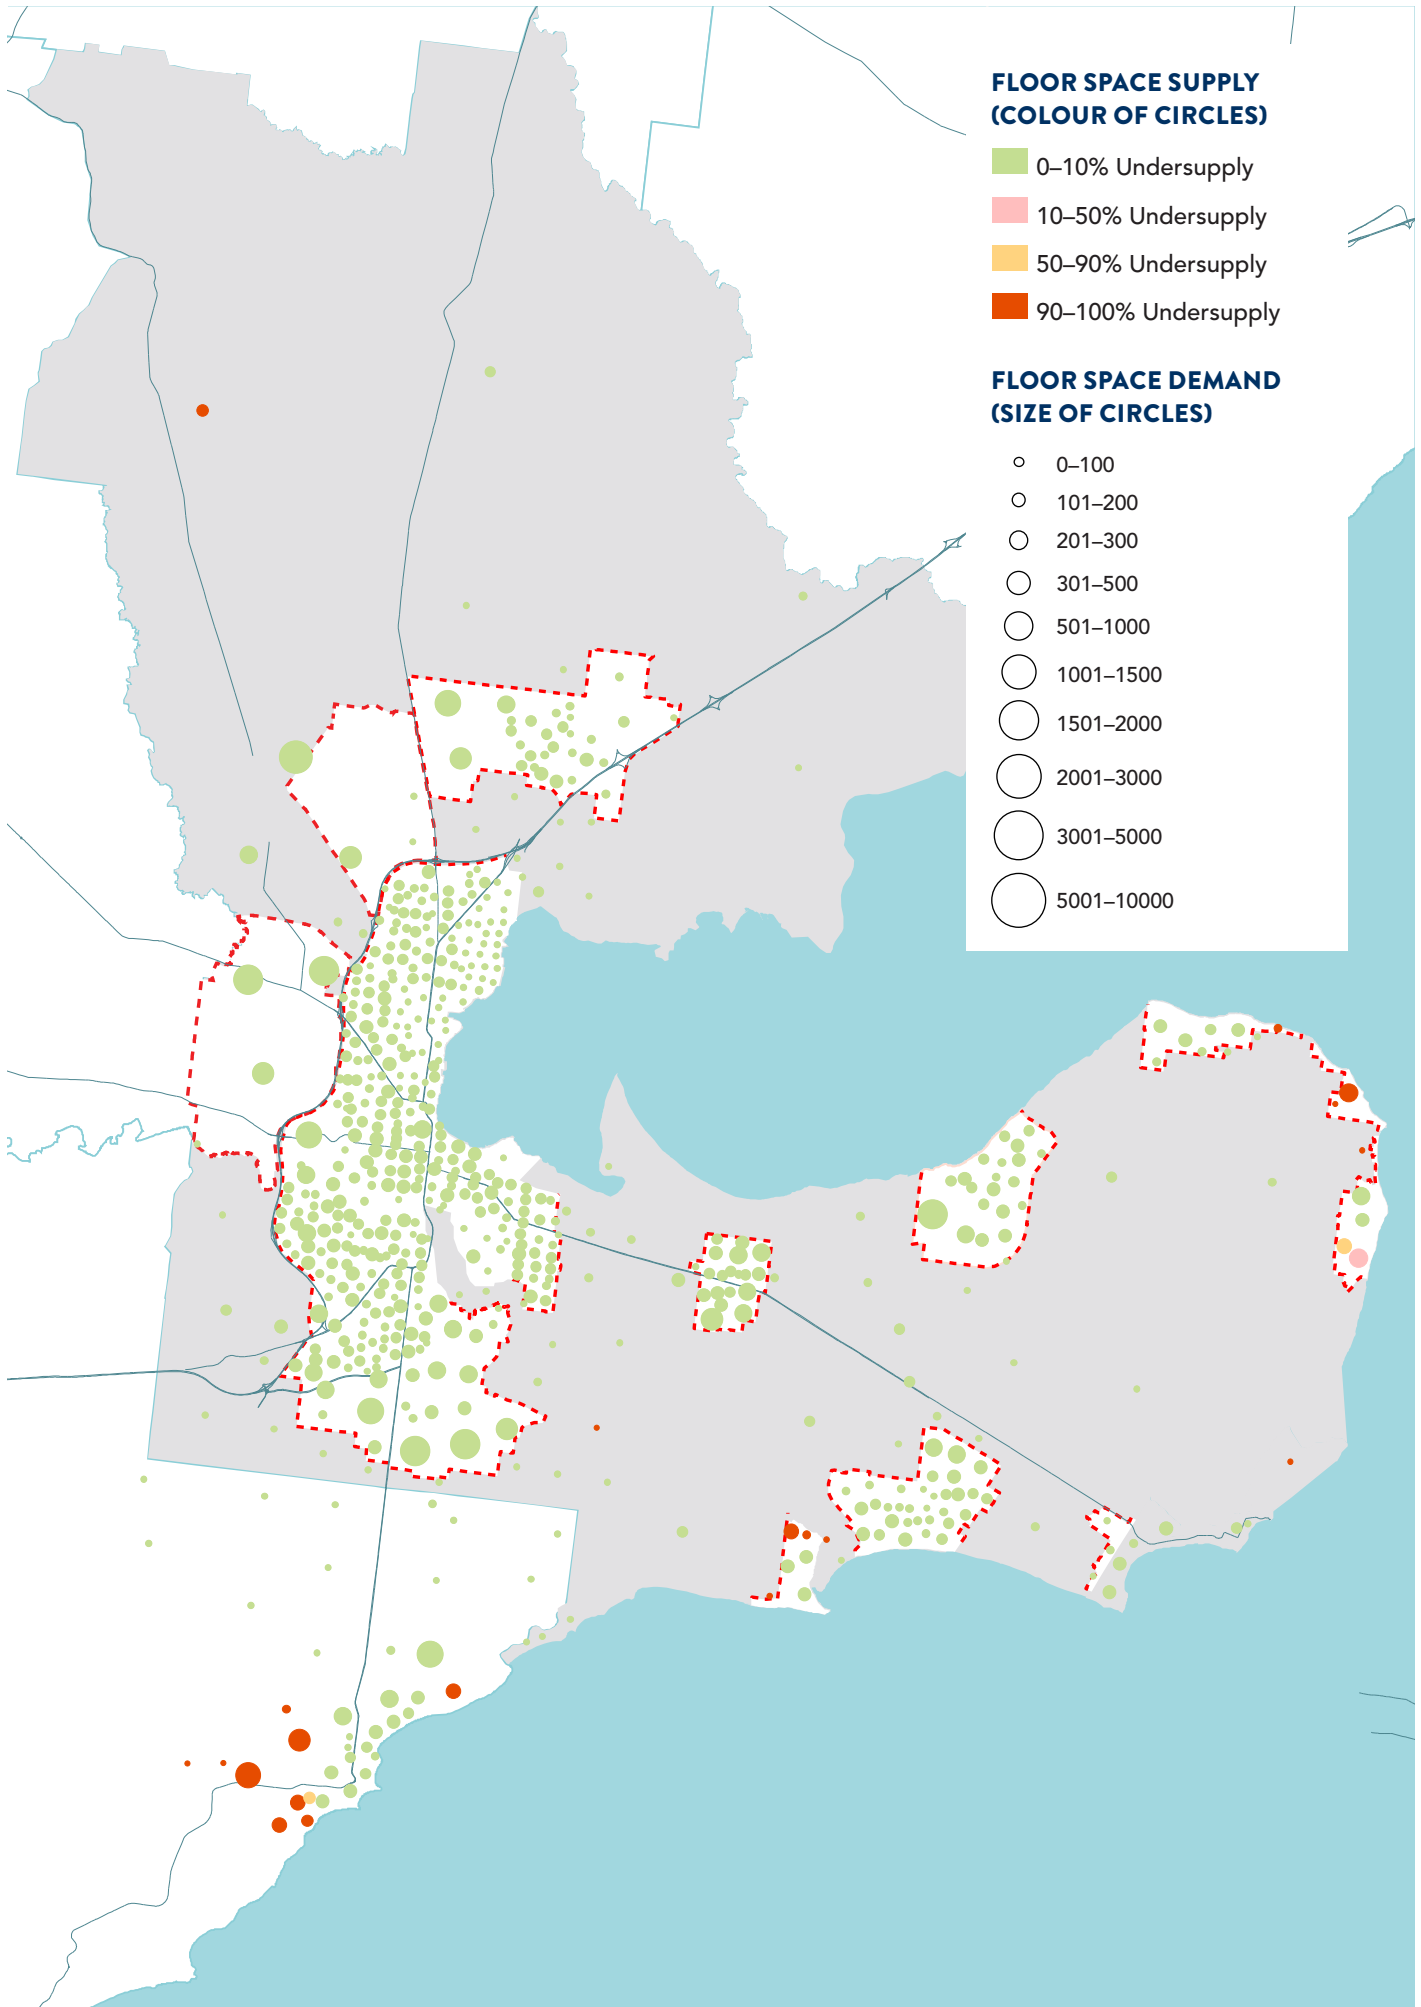 FLOOR SPACE SUPPLY
(COLOUR OF CIRCLES)
0–10% Undersupply
10–50% Undersupply
50–90% Undersupply
90–100% Undersupply
FLOOR SPACE DEMAND
(SIZE OF CIRCLES)
0–100
101–200
201–300
301–500
501–1000
1001–1500
1501–2000
2001–3000
3001–5000
5001–10000